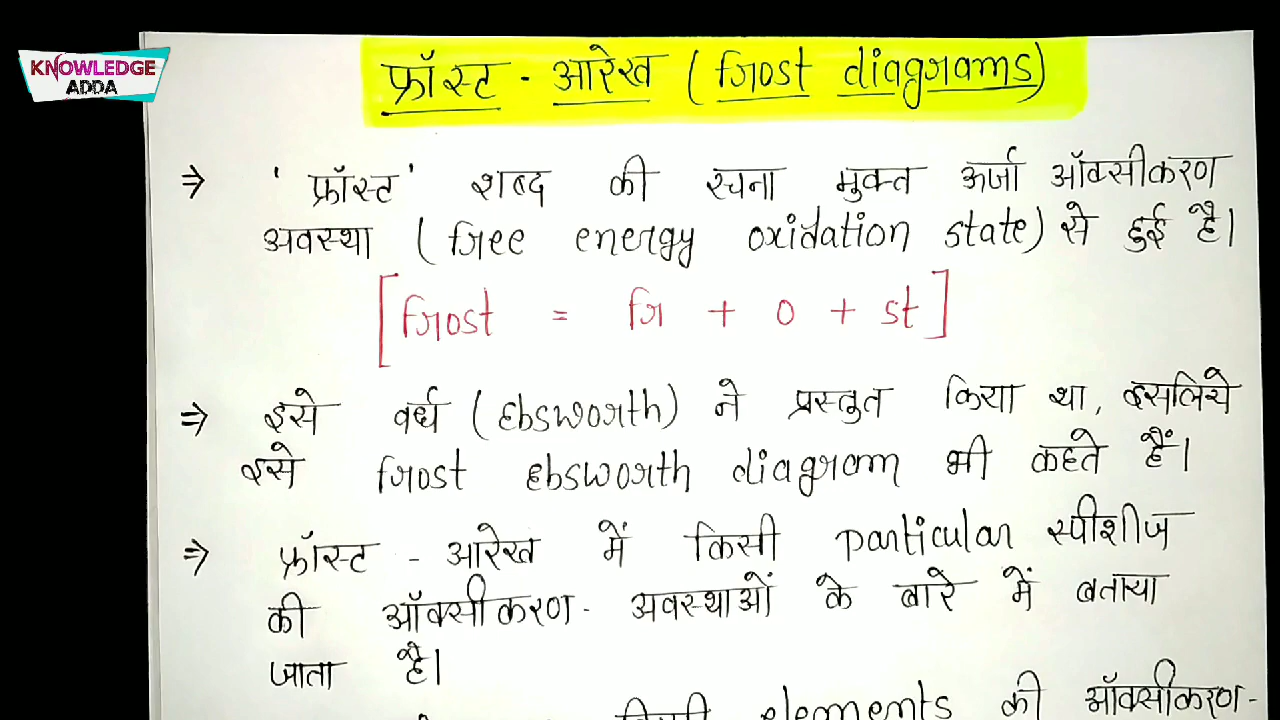 KNOWLEDGE
ADDA
फ्रॉस्ट - आरेख ( frost diagrams)
⇒ 'फ्रॉस्ट' शब्द की रचना मुक्त ऊर्जा ऑक्सीकरण
अवस्था ( free energy oxidation state) से हुई है।
[frost = fr + o + st]
⇒ इसे वर्थ ( Ebsworth) ने प्रस्तुत किया था, इसलिये
इसे frost Ebsworth diagram भी कहते हैं।
⇒ फ्रॉस्ट - आरेख में किसी particular स्पीशीज
की ऑक्सीकरण- अवस्थाओं के बारे में बताया
जाता है।
किसी elements की ऑक्सीकरण-